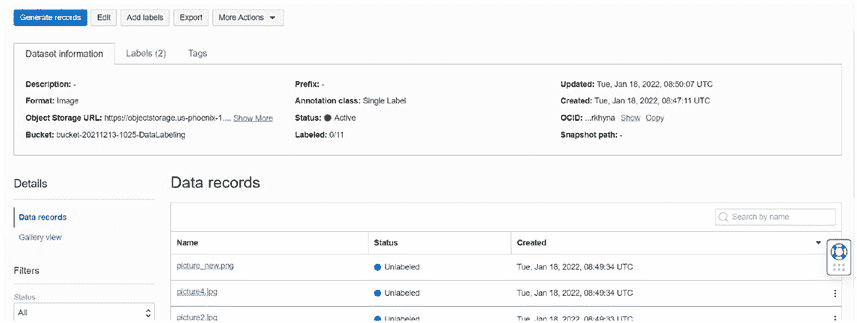 Generate records Edit Add labels Export More Actions
Dataset information Labels (2) Tags
Description: - Prefix: - Updated: Tue, Jan 18, 2022, 08:50:07 UTC
Format: Image Annotation class: Single Label Created: Tue, Jan 18, 2022, 08:47:11 UTC
Object Storage URL: https://objectstorage.us-phoenix-1.... Show More Status: Active OCID: ...rkhyna Show Copy
Bucket: bucket-20211213-1025-DataLabeling Labeled: 0/11 Snapshot path: -
Details
Data records
Gallery view
Filters
Status
All
Data records
Search by name
Name Status Created
picture_new.png Unlabeled Tue, Jan 18, 2022, 08:49:34 UTC
picture4.jpg Unlabeled Tue, Jan 18, 2022, 08:49:34 UTC
picture2.jpg Unlabeled Tue, Jan 18, 2022, 08:49:33 UTC